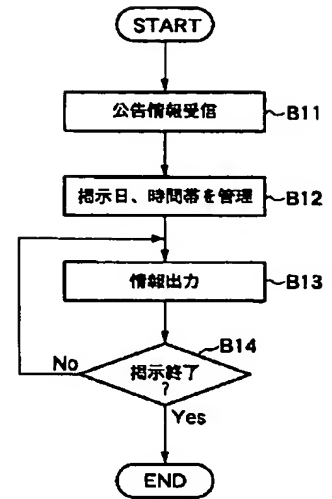 START
公告情報受信
B11
掲示日、時間帯を管理
B12
情報出力
B13
B14
掲示終了
?
No
Yes
END